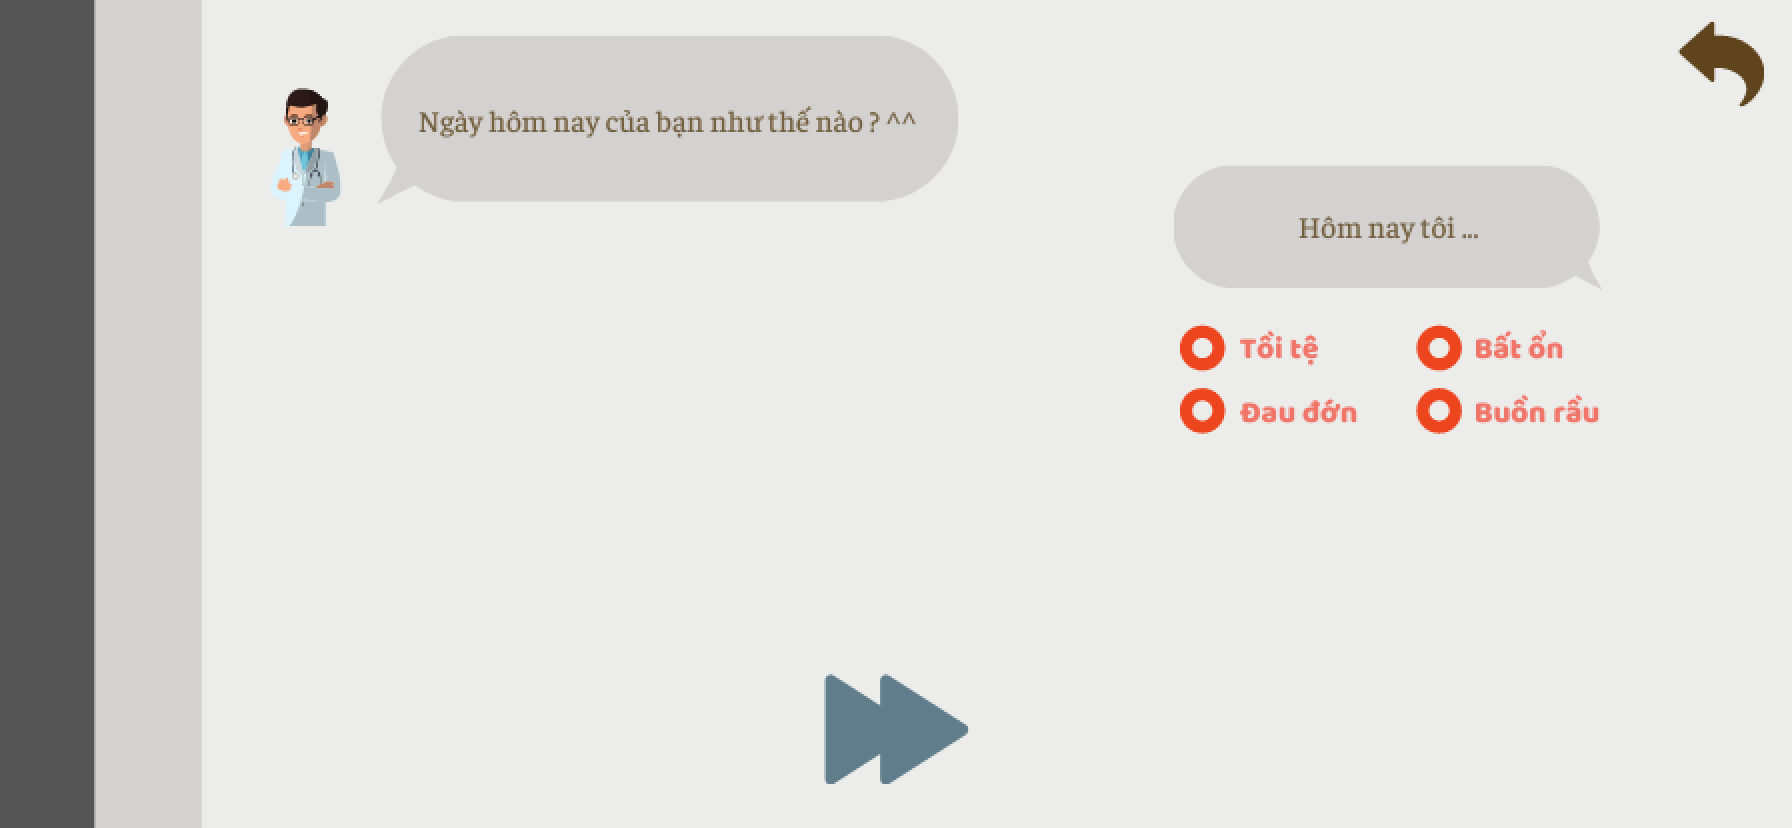 Ngày hôm nay của bạn như thế nào ? ^^
Hôm nay tôi ...
Tồi tệ
Bất ổn
Đau đớn
Buồn rầu